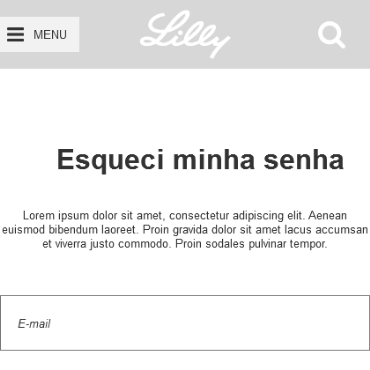 MENU
Lilly
Esqueci minha senha
Lorem ipsum dolor sit amet, consectetur adipiscing elit. Aenean
euismod bibendum laoreet. Proin gravida dolor sit amet lacus accumsan
et viverra justo commodo. Proin sodales pulvinar tempor.
E-mail